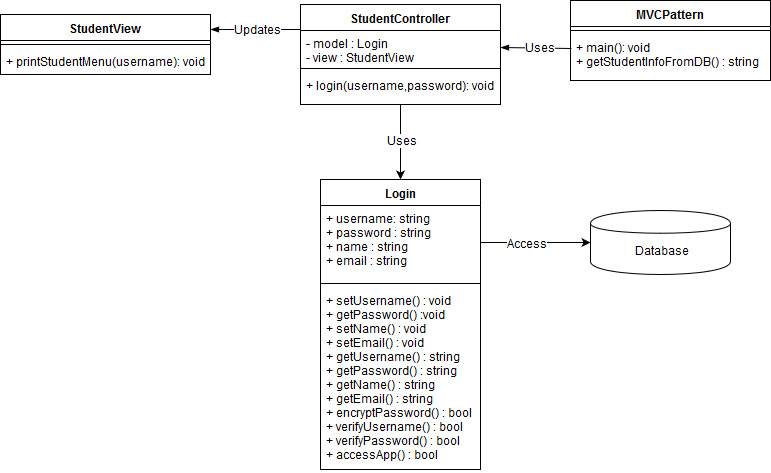 StudentView
+ printStudentMenu(username): void
Updates
StudentController
- model : Login
- view : StudentView
+ login(username,password): void
Uses
MVCPattern
+ main(): void
+ getStudentInfoFromDB() : string
Uses
Login
+ username: string
+ password : string
+ name : string
+ email : string
+ setUsername() : void
+ getPassword() :void
+ setName() : void
+ setEmail() : void
+ getUsername() : string
+ getPassword() : string
+ getName() : string
+ getEmail() : string
+ encryptPassword() : bool
+ verifyUsername() : bool
+ verifyPassword() : bool
+ accessApp() : bool
Access
Database